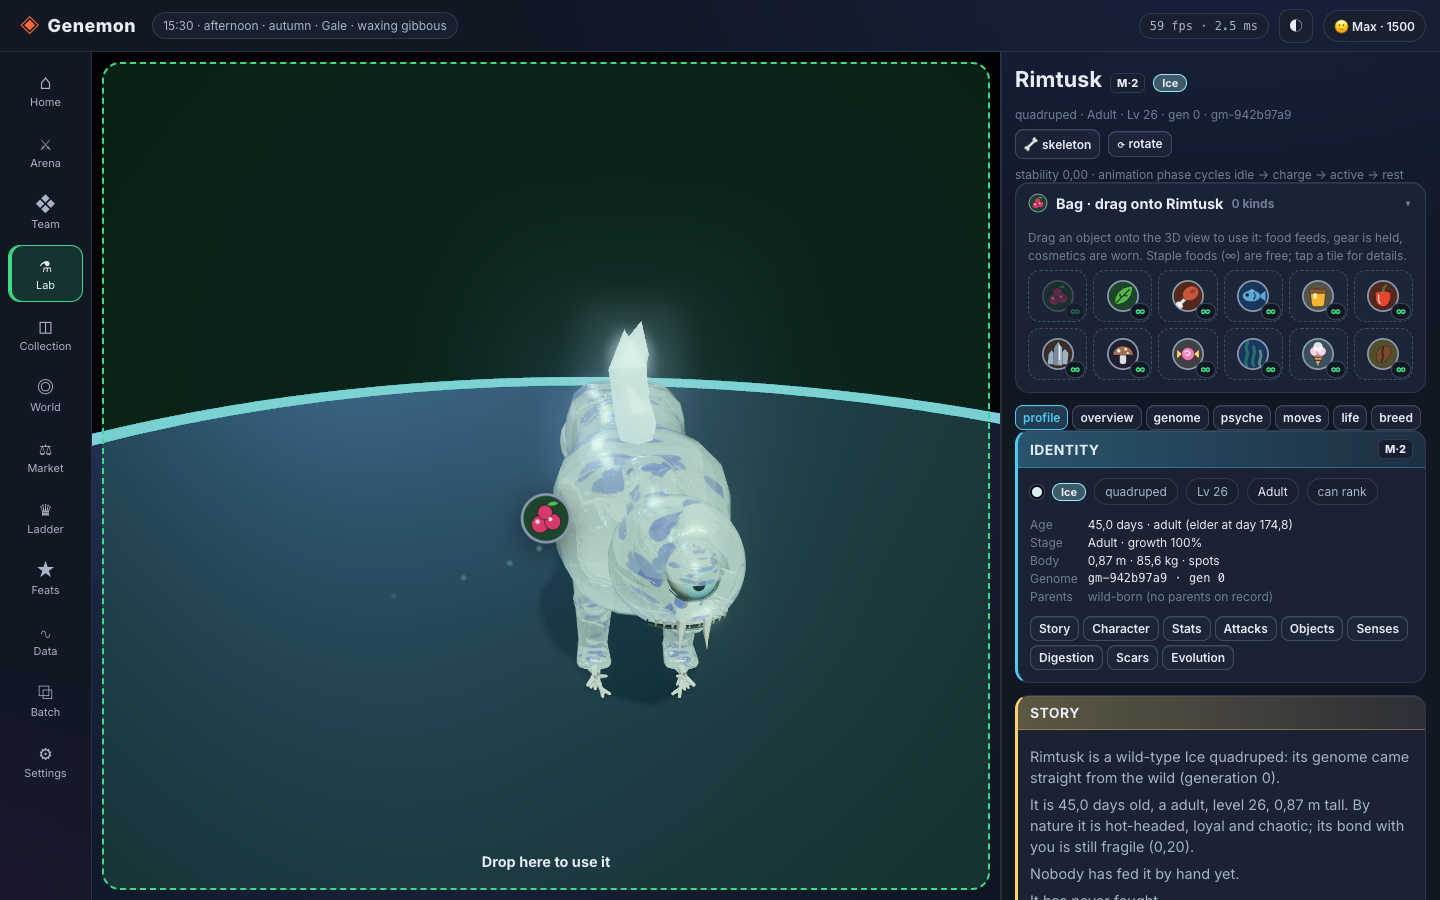 Genemon
15:30 · afternoon · autumn · Gale · waxing gibbous
59 fps · 2.5 ms
Max · 1500
Home
Arena
Team
Lab
Collection
World
Market
Ladder
Feats
Data
Batch
Settings
Drop here to use it
Rimtusk M·2 Ice
quadruped · Adult · Lv 26 · gen 0 · gm-942b97a9
skeleton
rotate
stability 0,00 · animation phase cycles idle → charge → active → rest
Bag · drag onto Rimtusk 0 kinds
Drag an object onto the 3D view to use it: food feeds, gear is held,
cosmetics are worn. Staple foods (∞) are free; tap a tile for details.
∞ ∞ ∞ ∞ ∞ ∞
∞ ∞ ∞ ∞ ∞ ∞
profile overview genome psyche moves life breed
IDENTITY M·2
Ice quadruped Lv 26 Adult can rank
Age 45,0 days · adult (elder at day 174,8)
Stage Adult · growth 100%
Body 0,87 m · 85,6 kg · spots
Genome gm-942b97a9 · gen 0
Parents wild-born (no parents on record)
Story Character Stats Attacks Objects Senses
Digestion Scars Evolution
STORY
Rimtusk is a wild-type Ice quadruped: its genome came
straight from the wild (generation 0).
It is 45,0 days old, a adult, level 26, 0,87 m tall. By
nature it is hot-headed, loyal and chaotic; its bond with
you is still fragile (0,20).
Nobody has fed it by hand yet.
It has never fought